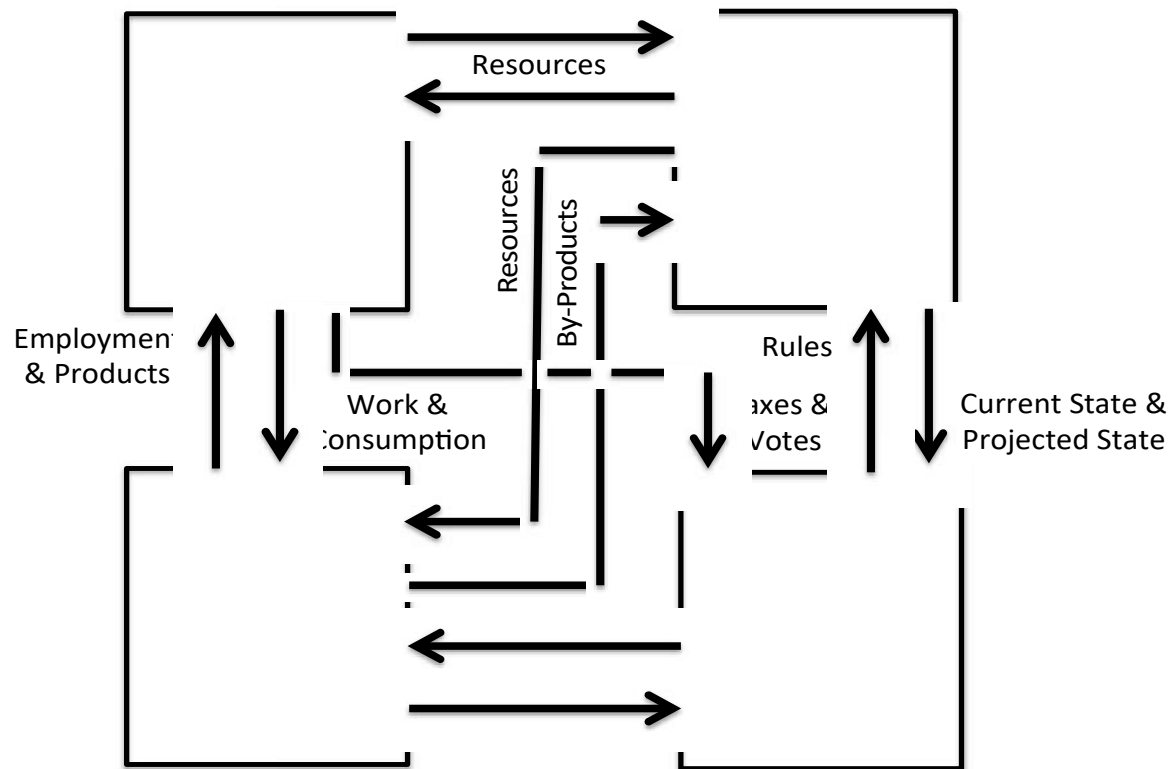 Resources
Resources
By-Products
Employment
& Products
Work &
Consumption
Rules
axes &
Votes
Current State &
Projected State